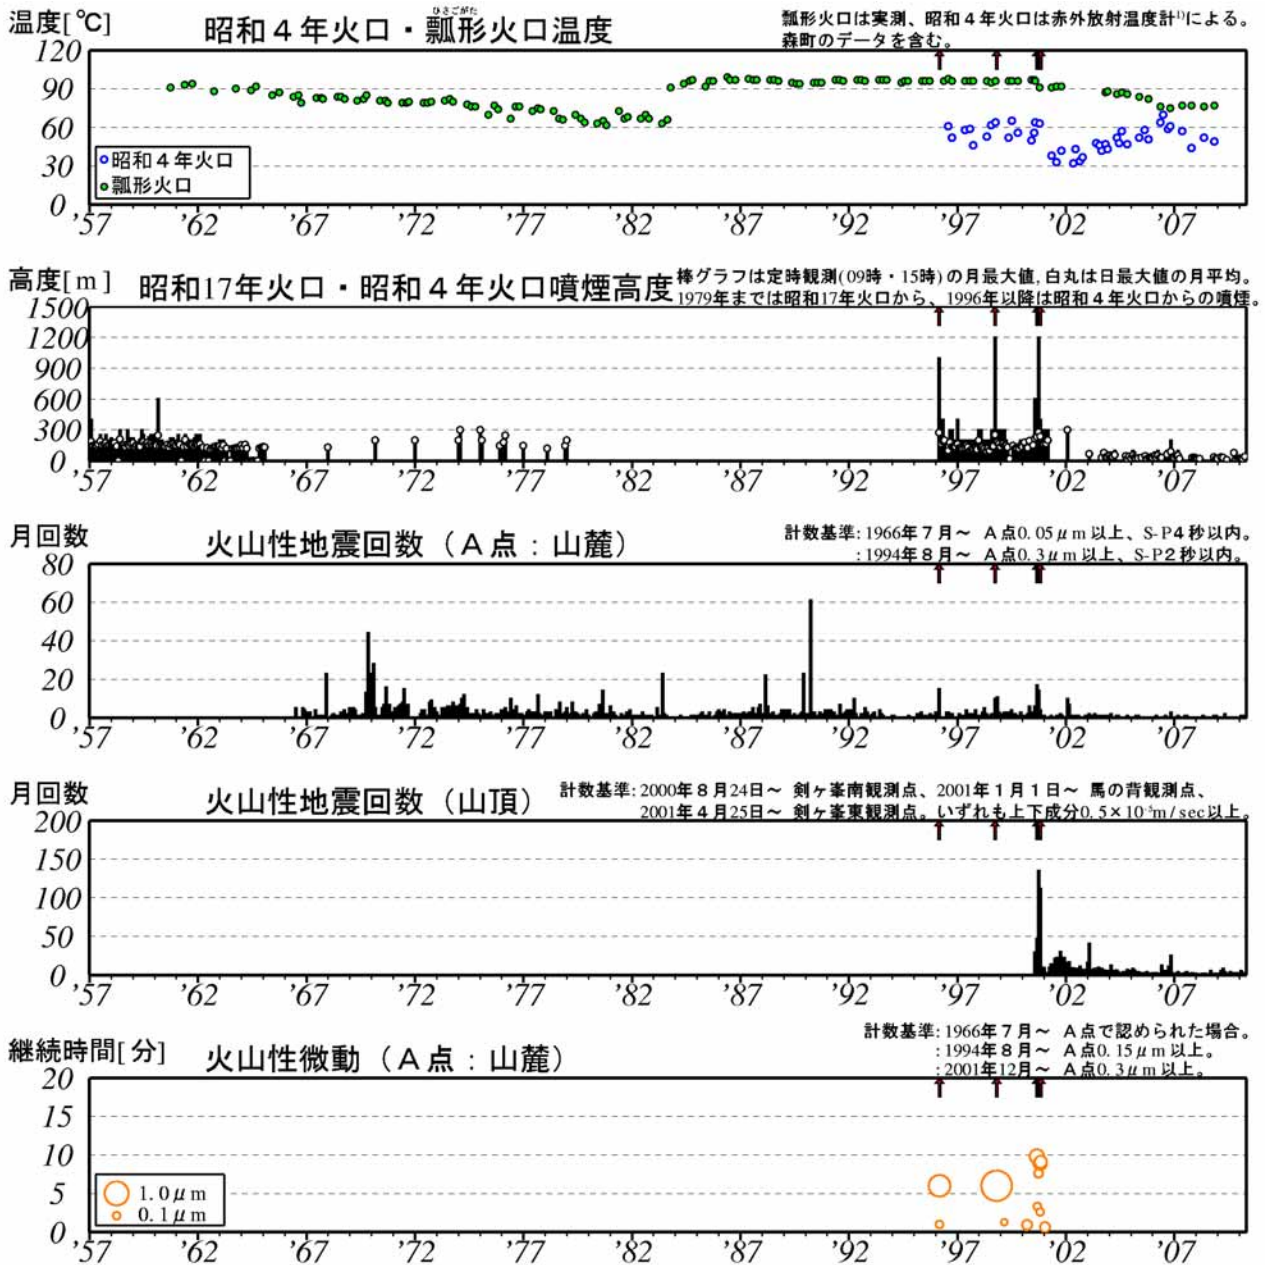 温度[℃]
昭和４年火口・瓢形火口温度
ひさごがた
瓢形火口は実測、昭和４年火口は赤外放射温度計¹⁾による。
森町のデータを含む。
120
90
60
30
0
昭和４年火口
瓢形火口
'57 '62 '67 '72 '77 '82 '87 '92 '97 '02 '07
高度[m]
昭和17年火口・昭和４年火口噴煙高度
棒グラフは定時観測(09時・15時)の月最大値,白丸は日最大値の月平均。
1979年までは昭和17年火口から、1996年以降は昭和４年火口からの噴煙。
1500
1200
900
600
300
0
'57 '62 '67 '72 '77 '82 '87 '92 '97 '02 '07
月回数
火山性地震回数（Ａ点：山麓）
計数基準:1966年７月～ Ａ点0.05μm以上、S-P４秒以内。
:1994年８月～ Ａ点0.3μm以上、S-P２秒以内。
80
60
40
20
0
'57 '62 '67 '72 '77 '82 '87 '92 '97 '02 '07
月回数
火山性地震回数（山頂）
計数基準:2000年８月24日～ 剣ヶ峯南観測点、2001年１月１日～ 馬の背観測点、
2001年４月25日～ 剣ヶ峯東観測点。いずれも上下成分0.5×10⁻⁵m/sec以上。
200
150
100
50
0
'57 '62 '67 '72 '77 '82 '87 '92 '97 '02 '07
継続時間[分]
火山性微動（Ａ点：山麓）
計数基準:1966年７月～ Ａ点で認められた場合。
:1994年８月～ Ａ点0.15μm以上。
:2001年12月～ Ａ点0.3μm以上。
20
15
10
5
0
1.0μm
0.1μm
'57 '62 '67 '72 '77 '82 '87 '92 '97 '02 '07